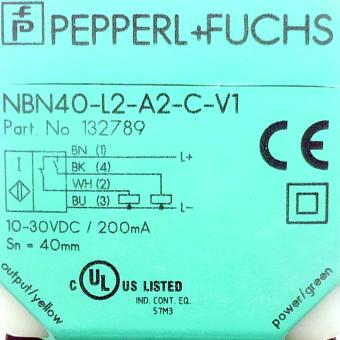 PEPPERL+FUCHS
NBN40-L2-A2-C-V1
Part. No. 132789
CE
BN (1) L+
BK (4)
WH (2)
BU (3) L-
I
10-30VDC / 200mA
Sn = 40mm
output/yellow
C UL US LISTED
IND. CONT. EQ.
57M3
power/green